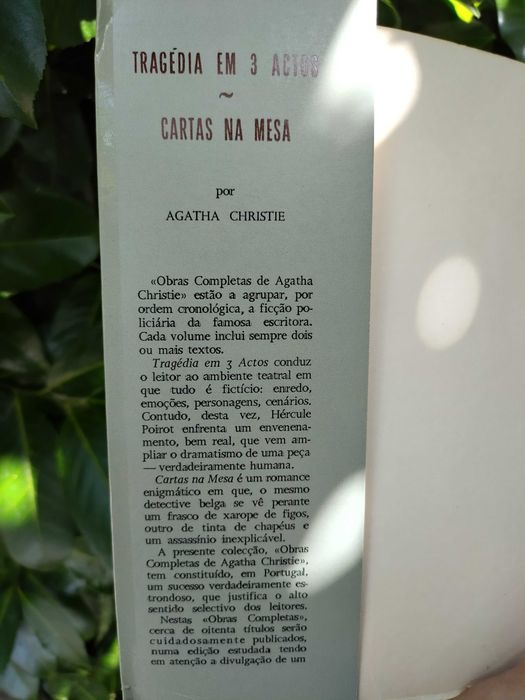 TRAGÉDIA EM 3 ACTOS
~
CARTAS NA MESA
por
AGATHA CHRISTIE
«Obras Completas de Agatha
Christie» estão a agrupar, por
ordem cronológica, a ficção po-
liciária da famosa escritora.
Cada volume inclui sempre dois
ou mais textos.
Tragédia em 3 Actos conduz
o leitor ao ambiente teatral em
que tudo é fictício: enredo,
emoções, personagens, cenários.
Contudo, desta vez, Hércule
Poirot enfrenta um envenena-
mento, bem real, que vem am-
pliar o dramatismo de uma peça
— verdadeiramente humana.
Cartas na Mesa é um romance
enigmático em que, o mesmo
detective belga se vê perante
um frasco de xarope de figos,
outro de tinta de chapéus e
um assassínio inexplicável.
A presente colecção, «Obras
Completas de Agatha Christie»,
tem constituído, em Portugal,
um sucesso verdadeiramente es-
trondoso, que justifica o alto
sentido selectivo dos leitores.
Nestas «Obras Completas»,
cerca de oitenta títulos serão
cuidadosamente publicados,
numa edição estudada tendo
em atenção a divulgação de um